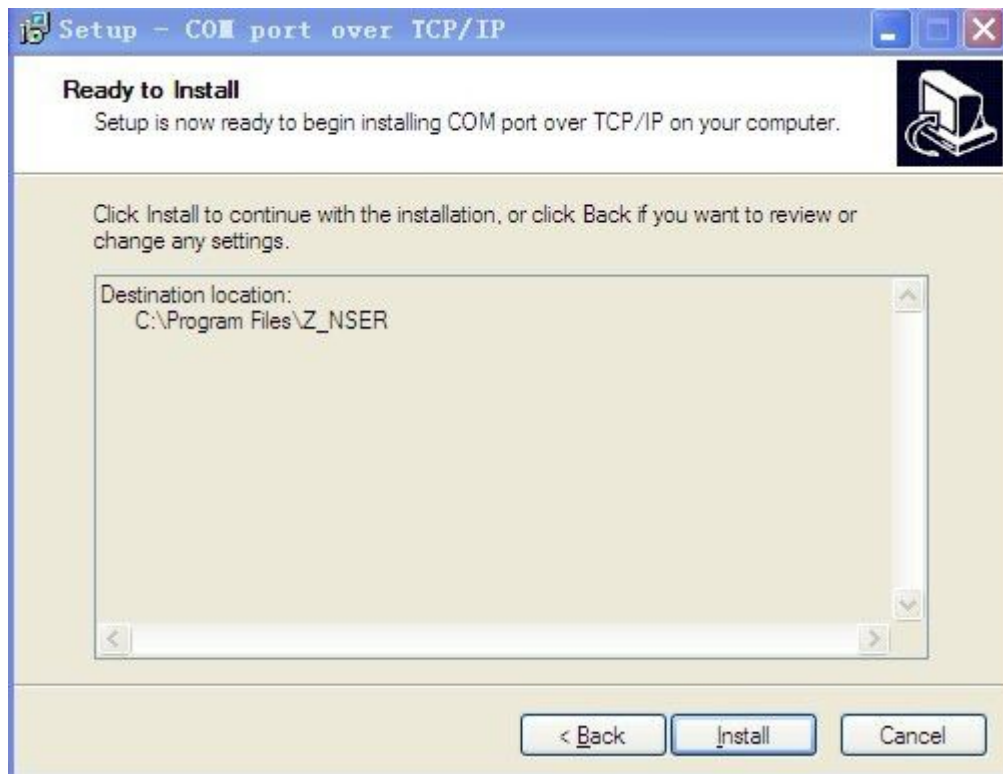 Setup - COM port over TCP/IP
Ready to Install
Setup is now ready to begin installing COM port over TCP/IP on your computer.
Click Install to continue with the installation, or click Back if you want to review or
change any settings.
Destination location:
C:\Program Files\Z_NSER
< Back
Install
Cancel